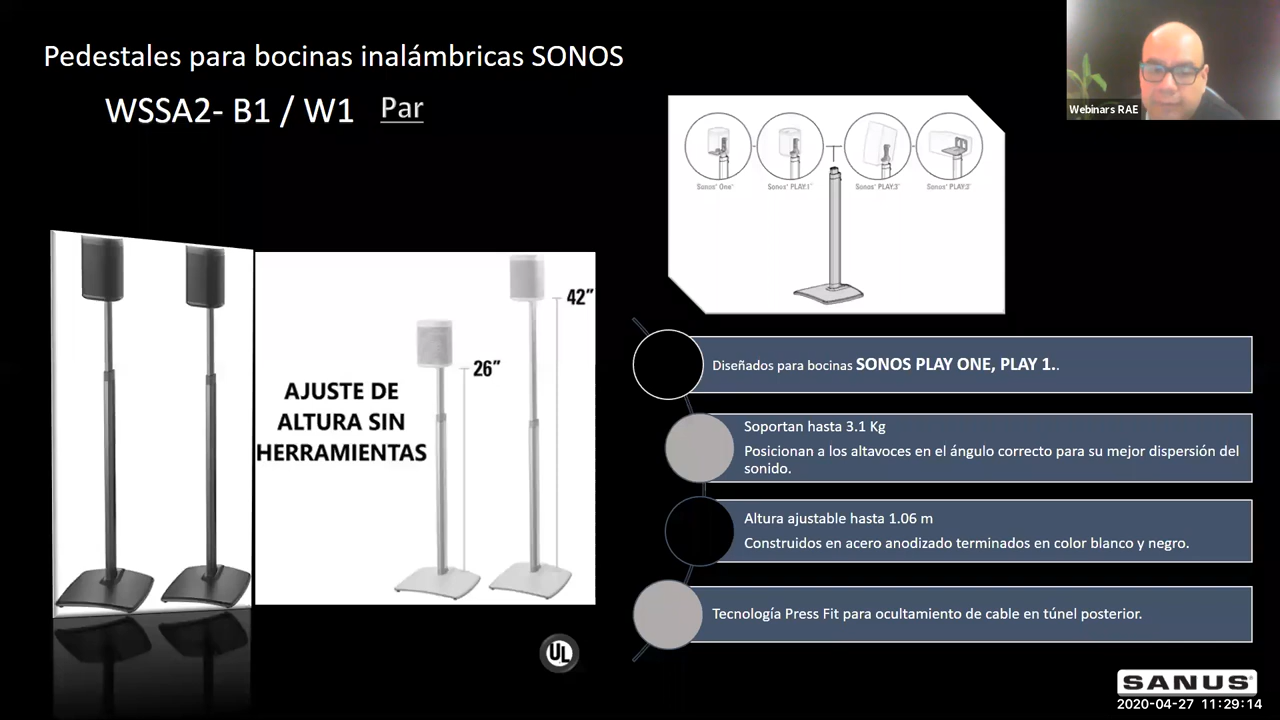 Pedestales para bocinas inalámbricas SONOS
WSSA2- B1 / W1 Par
Webinars RAE
Sonos® One™
Sonos® PLAY:1™
Sonos® PLAY:3™
Sonos® PLAY:3™
42”
26”
AJUSTE DE
ALTURA SIN
HERRAMIENTAS
Diseñados para bocinas SONOS PLAY ONE, PLAY 1..
Soportan hasta 3.1 Kg
Posicionan a los altavoces en el ángulo correcto para su mejor dispersión del
sonido.
Altura ajustable hasta 1.06 m
Construidos en acero anodizado terminados en color blanco y negro.
Tecnología Press Fit para ocultamiento de cable en túnel posterior.
UL
SANUS
2020-04-27 11:29:14